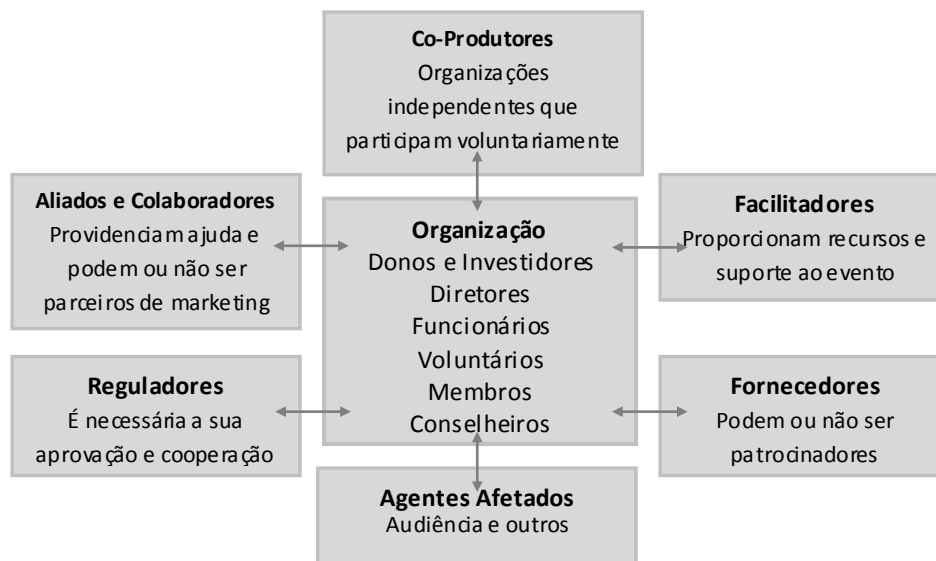 Co-Produtores
Organizações
independentes que
participam voluntariamente
Aliados e Colaboradores
Providenciam ajuda e
podem ou não ser
parceiros de marketing
Organização
Donos e Investidores
Diretores
Funcionários
Voluntários
Membros
Conselheiros
Facilitadores
Proporcionam recursos e
suporte ao evento
Reguladores
É necessária a sua
aprovação e cooperação
Fornecedores
Podem ou não ser
patrocinadores
Agentes Afetados
Audiência e outros